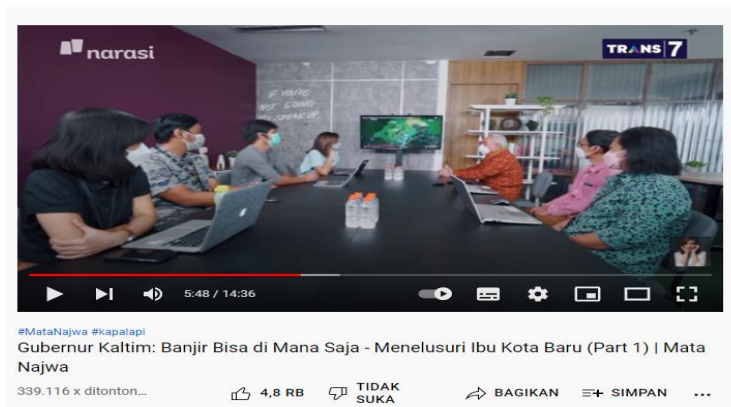 narasi
TRANS 7
IF YOU'RE
NOT GOING
TO SPEAK UP
5:48 / 14:36
#MataNajwa #kapalapi
Gubernur Kaltim: Banjir Bisa di Mana Saja - Menelusuri Ibu Kota Baru (Part 1) | Mata
Najwa
339.116 x ditonton...
4,8 RB
TIDAK
SUKA
BAGIKAN
SIMPAN
...